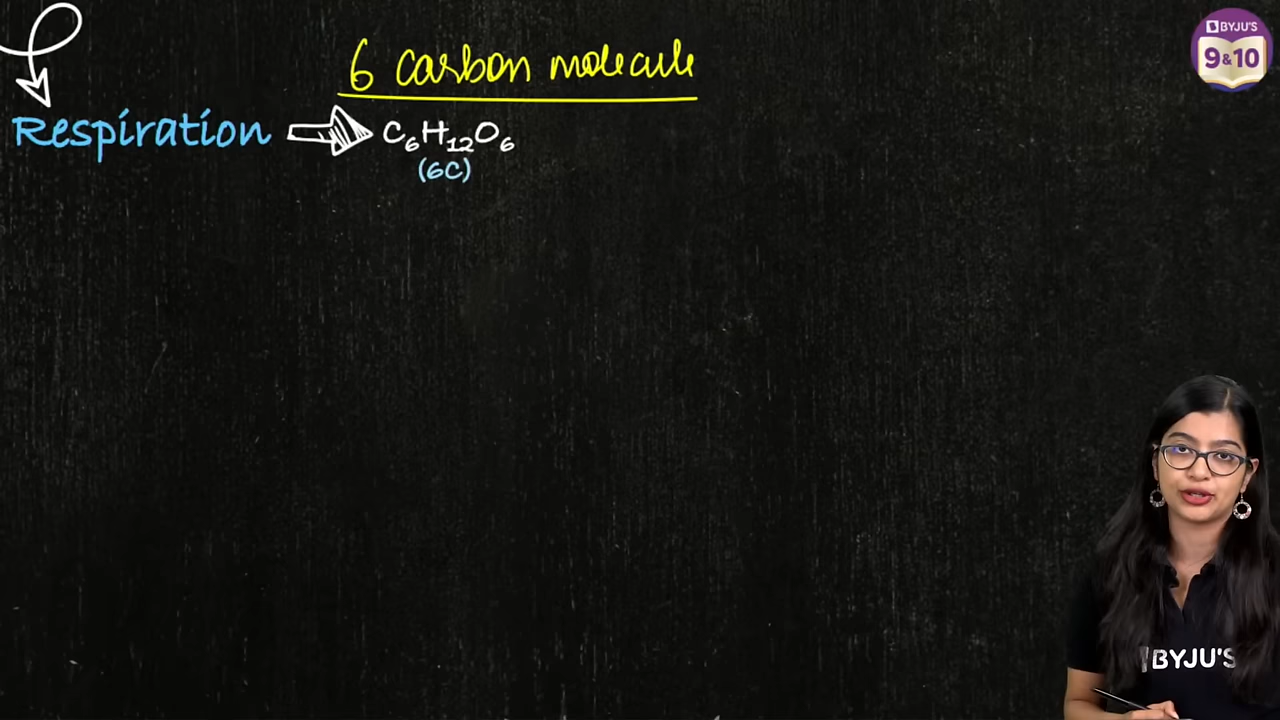 6 carbon molecule
BYJU'S
9&10
Respiration
C₆H₁₂O₆
(6C)
BYJU'S